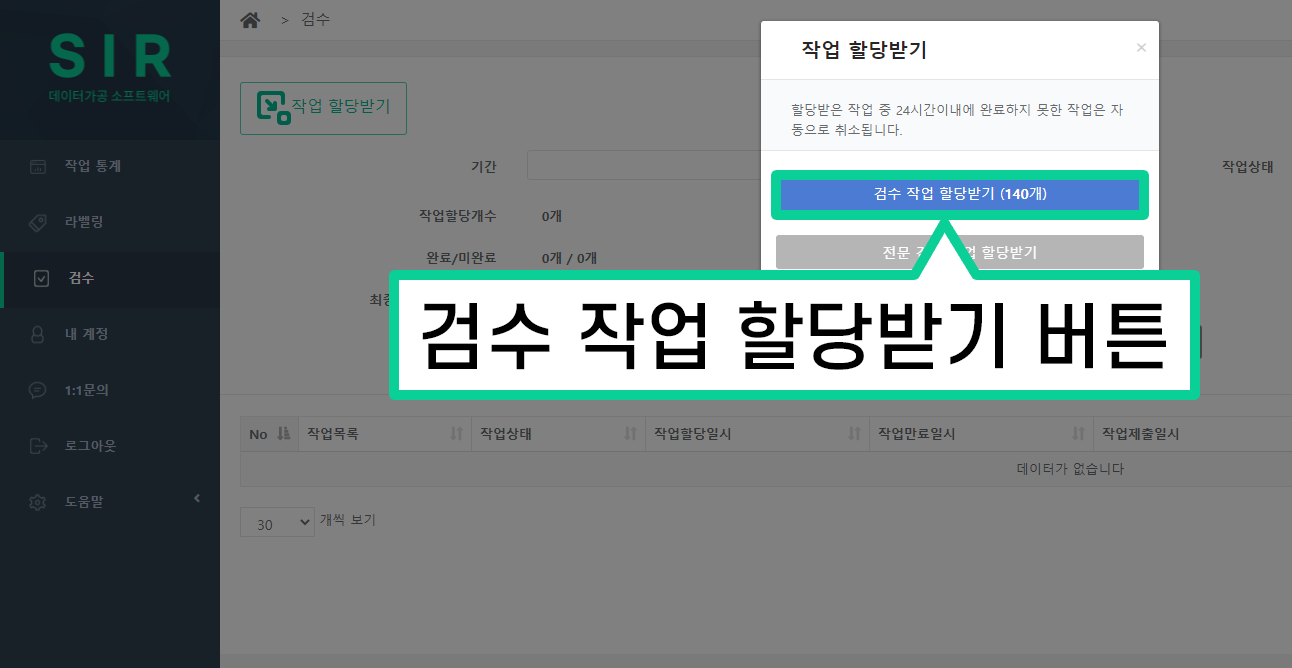 SIR
데이터가공 소프트웨어
작업 통계
라벨링
검수
내 계정
1:1문의
로그아웃
도움말
> 검수
작업 할당받기
기간
작업상태
작업할당개수 0개
완료/미완료 0개 / 0개
작업 할당받기 ×
할당받은 작업 중 24시간이내에 완료하지 못한 작업은 자
동으로 취소됩니다.
검수 작업 할당받기 (140개)
전문 할당받기
검수 작업 할당받기 버튼
No 작업목록 작업상태 작업할당일시 작업만료일시 작업제출일시
데이터가 없습니다
30 개씩 보기